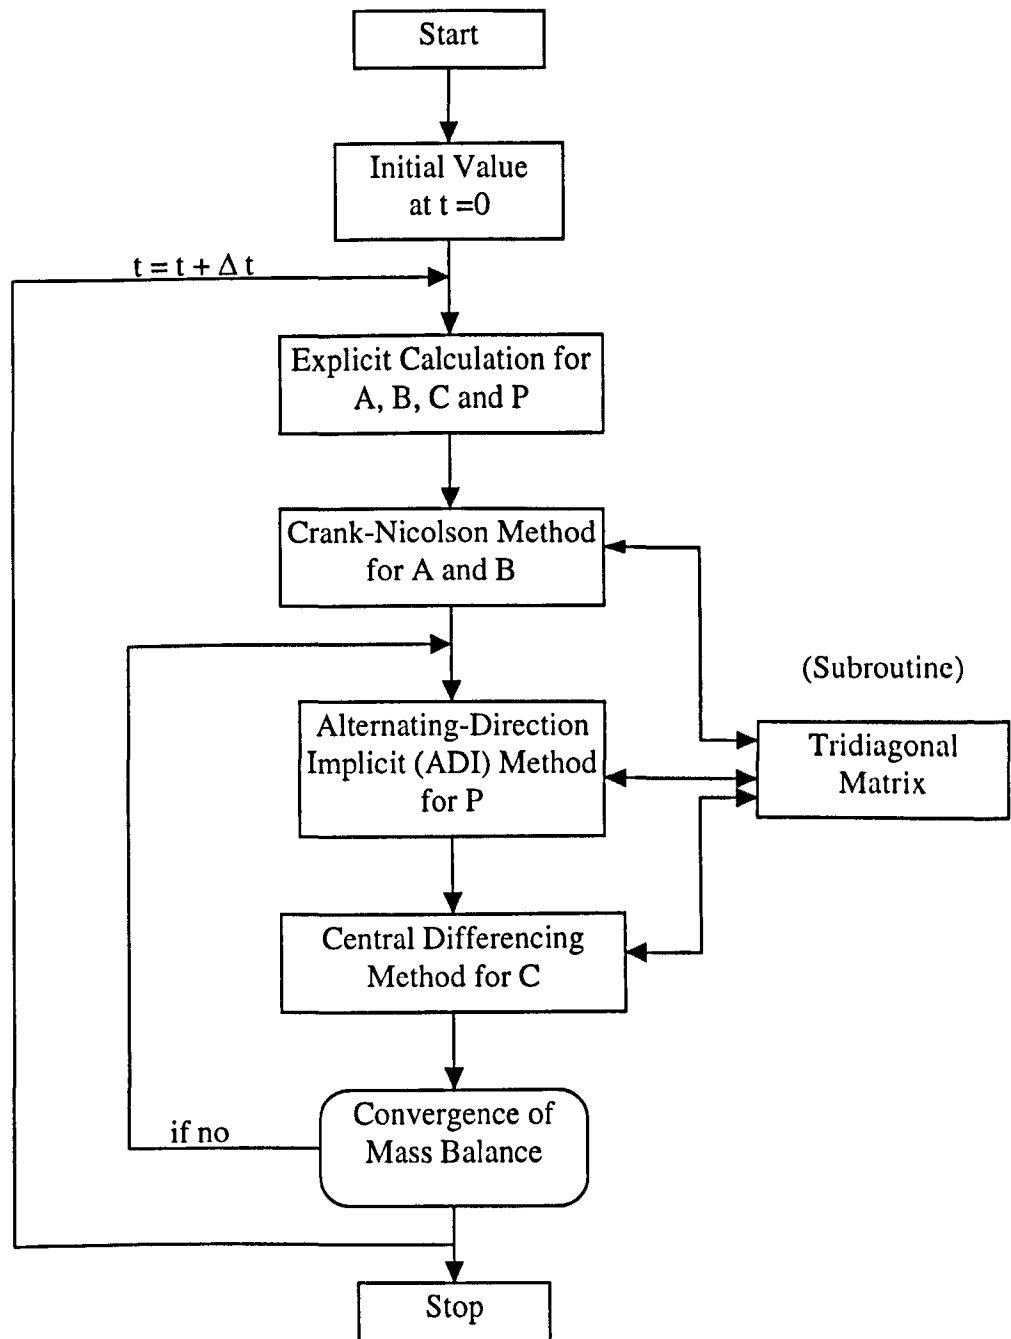 Start
Initial Value
at t =0
t = t + Δ t
Explicit Calculation for
A, B, C and P
Crank-Nicolson Method
for A and B
(Subroutine)
Alternating-Direction
Implicit (ADI) Method
for P
Tridiagonal
Matrix
Central Differencing
Method for C
Convergence of
Mass Balance
if no
Stop